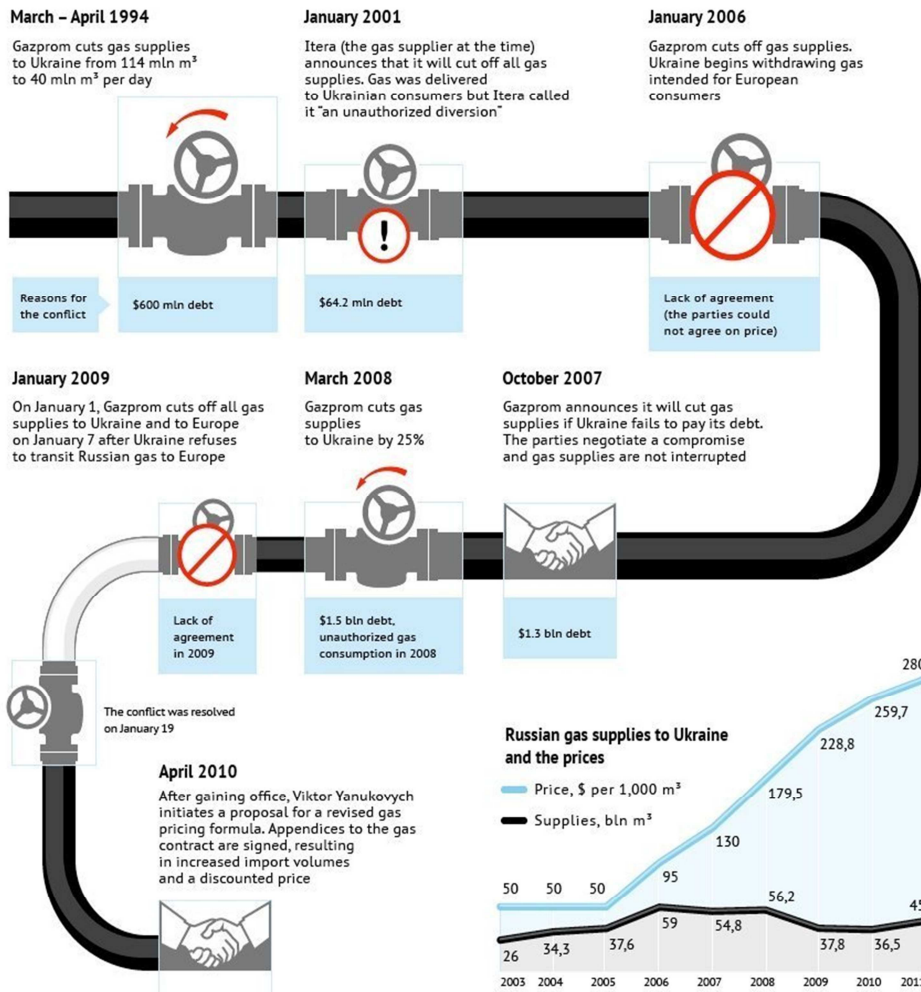 March – April 1994
Gazprom cuts gas supplies
to Ukraine from 114 mln m³
to 40 mln m³ per day
January 2001
Itera (the gas supplier at the time)
announces that it will cut off all gas
supplies. Gas was delivered
to Ukrainian consumers but Itera called
it "an unauthorized diversion"
January 2006
Gazprom cuts off gas supplies.
Ukraine begins withdrawing gas
intended for European
consumers
!
Reasons for
the conflict
$600 mln debt
$64.2 mln debt
Lack of agreement
(the parties could
not agree on price)
January 2009
On January 1, Gazprom cuts off all gas
supplies to Ukraine and to Europe
on January 7 after Ukraine refuses
to transit Russian gas to Europe
March 2008
Gazprom cuts gas
supplies
to Ukraine by 25%
October 2007
Gazprom announces it will cut gas
supplies if Ukraine fails to pay its debt.
The parties negotiate a compromise
and gas supplies are not interrupted
Lack of
agreement
in 2009
$1.5 bln debt,
unauthorized gas
consumption in 2008
$1.3 bln debt
The conflict was resolved
on January 19
April 2010
After gaining office, Viktor Yanukovych
initiates a proposal for a revised gas
pricing formula. Appendices to the gas
contract are signed, resulting
in increased import volumes
and a discounted price
Russian gas supplies to Ukraine
and the prices
Price, $ per 1,000 m³
Supplies, bln m³
50 50 50 95 130 179,5 228,8 259,7 280
26 34,3 37,6 59 54,8 56,2 37,8 36,5 45
2003 2004 2005 2006 2007 2008 2009 2010 2011